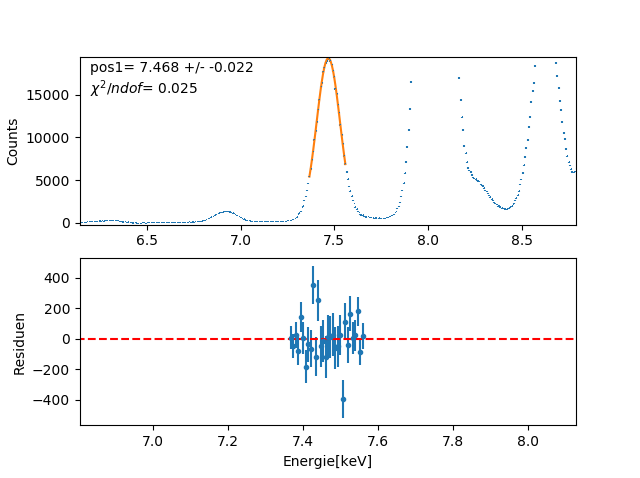 pos1= 7.468 +/- -0.022
χ²/ndof= 0.025
15000
10000
5000
0
Counts
6.5 7.0 7.5 8.0 8.5
400
200
0
−200
−400
Residuen
7.0 7.2 7.4 7.6 7.8 8.0
Energie[keV]